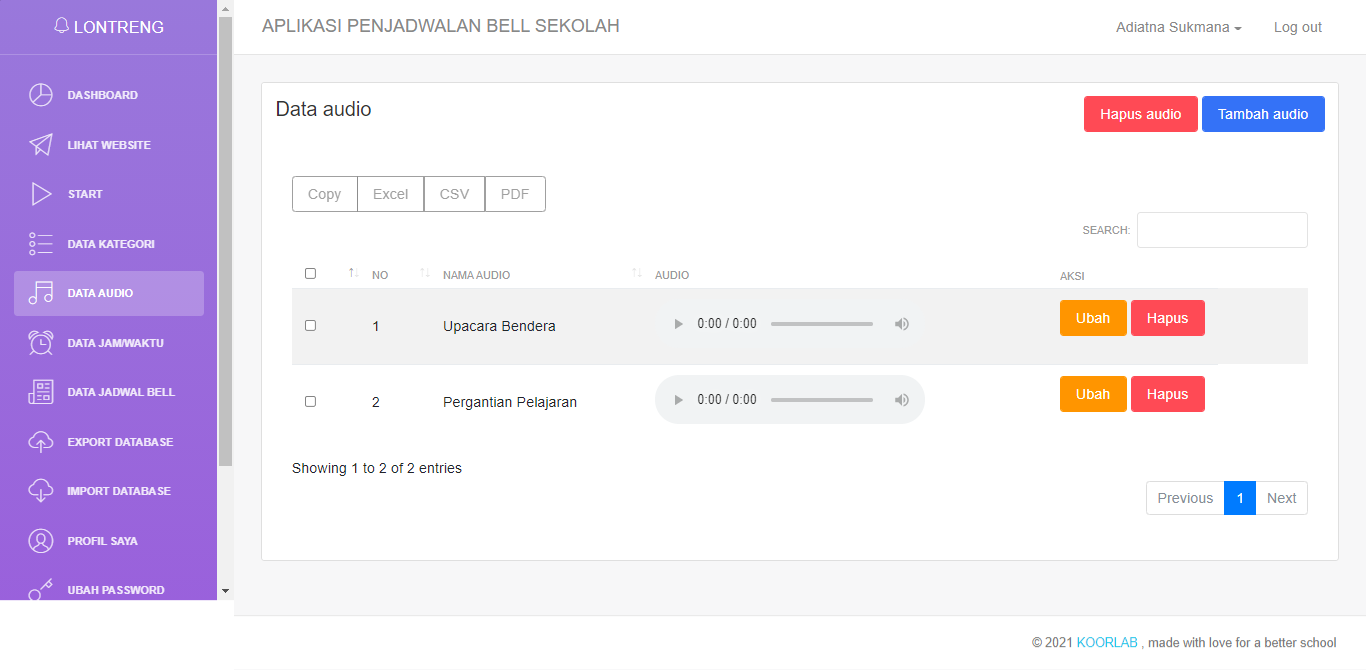 LONTRENG
APLIKASI PENJADWALAN BELL SEKOLAH
Adiatna Sukmana
Log out
DASHBOARD
LIHAT WEBSITE
START
DATA KATEGORI
DATA AUDIO
DATA JAM/WAKTU
DATA JADWAL BELL
EXPORT DATABASE
IMPORT DATABASE
PROFIL SAYA
UBAH PASSWORD
Data audio
Hapus audio Tambah audio
Copy Excel CSV PDF
SEARCH:
NO NAMA AUDIO AUDIO AKSI
1 Upacara Bendera 0:00 / 0:00 Ubah Hapus
2 Pergantian Pelajaran 0:00 / 0:00 Ubah Hapus
Showing 1 to 2 of 2 entries
Previous 1 Next
© 2021 KOORLAB , made with love for a better school